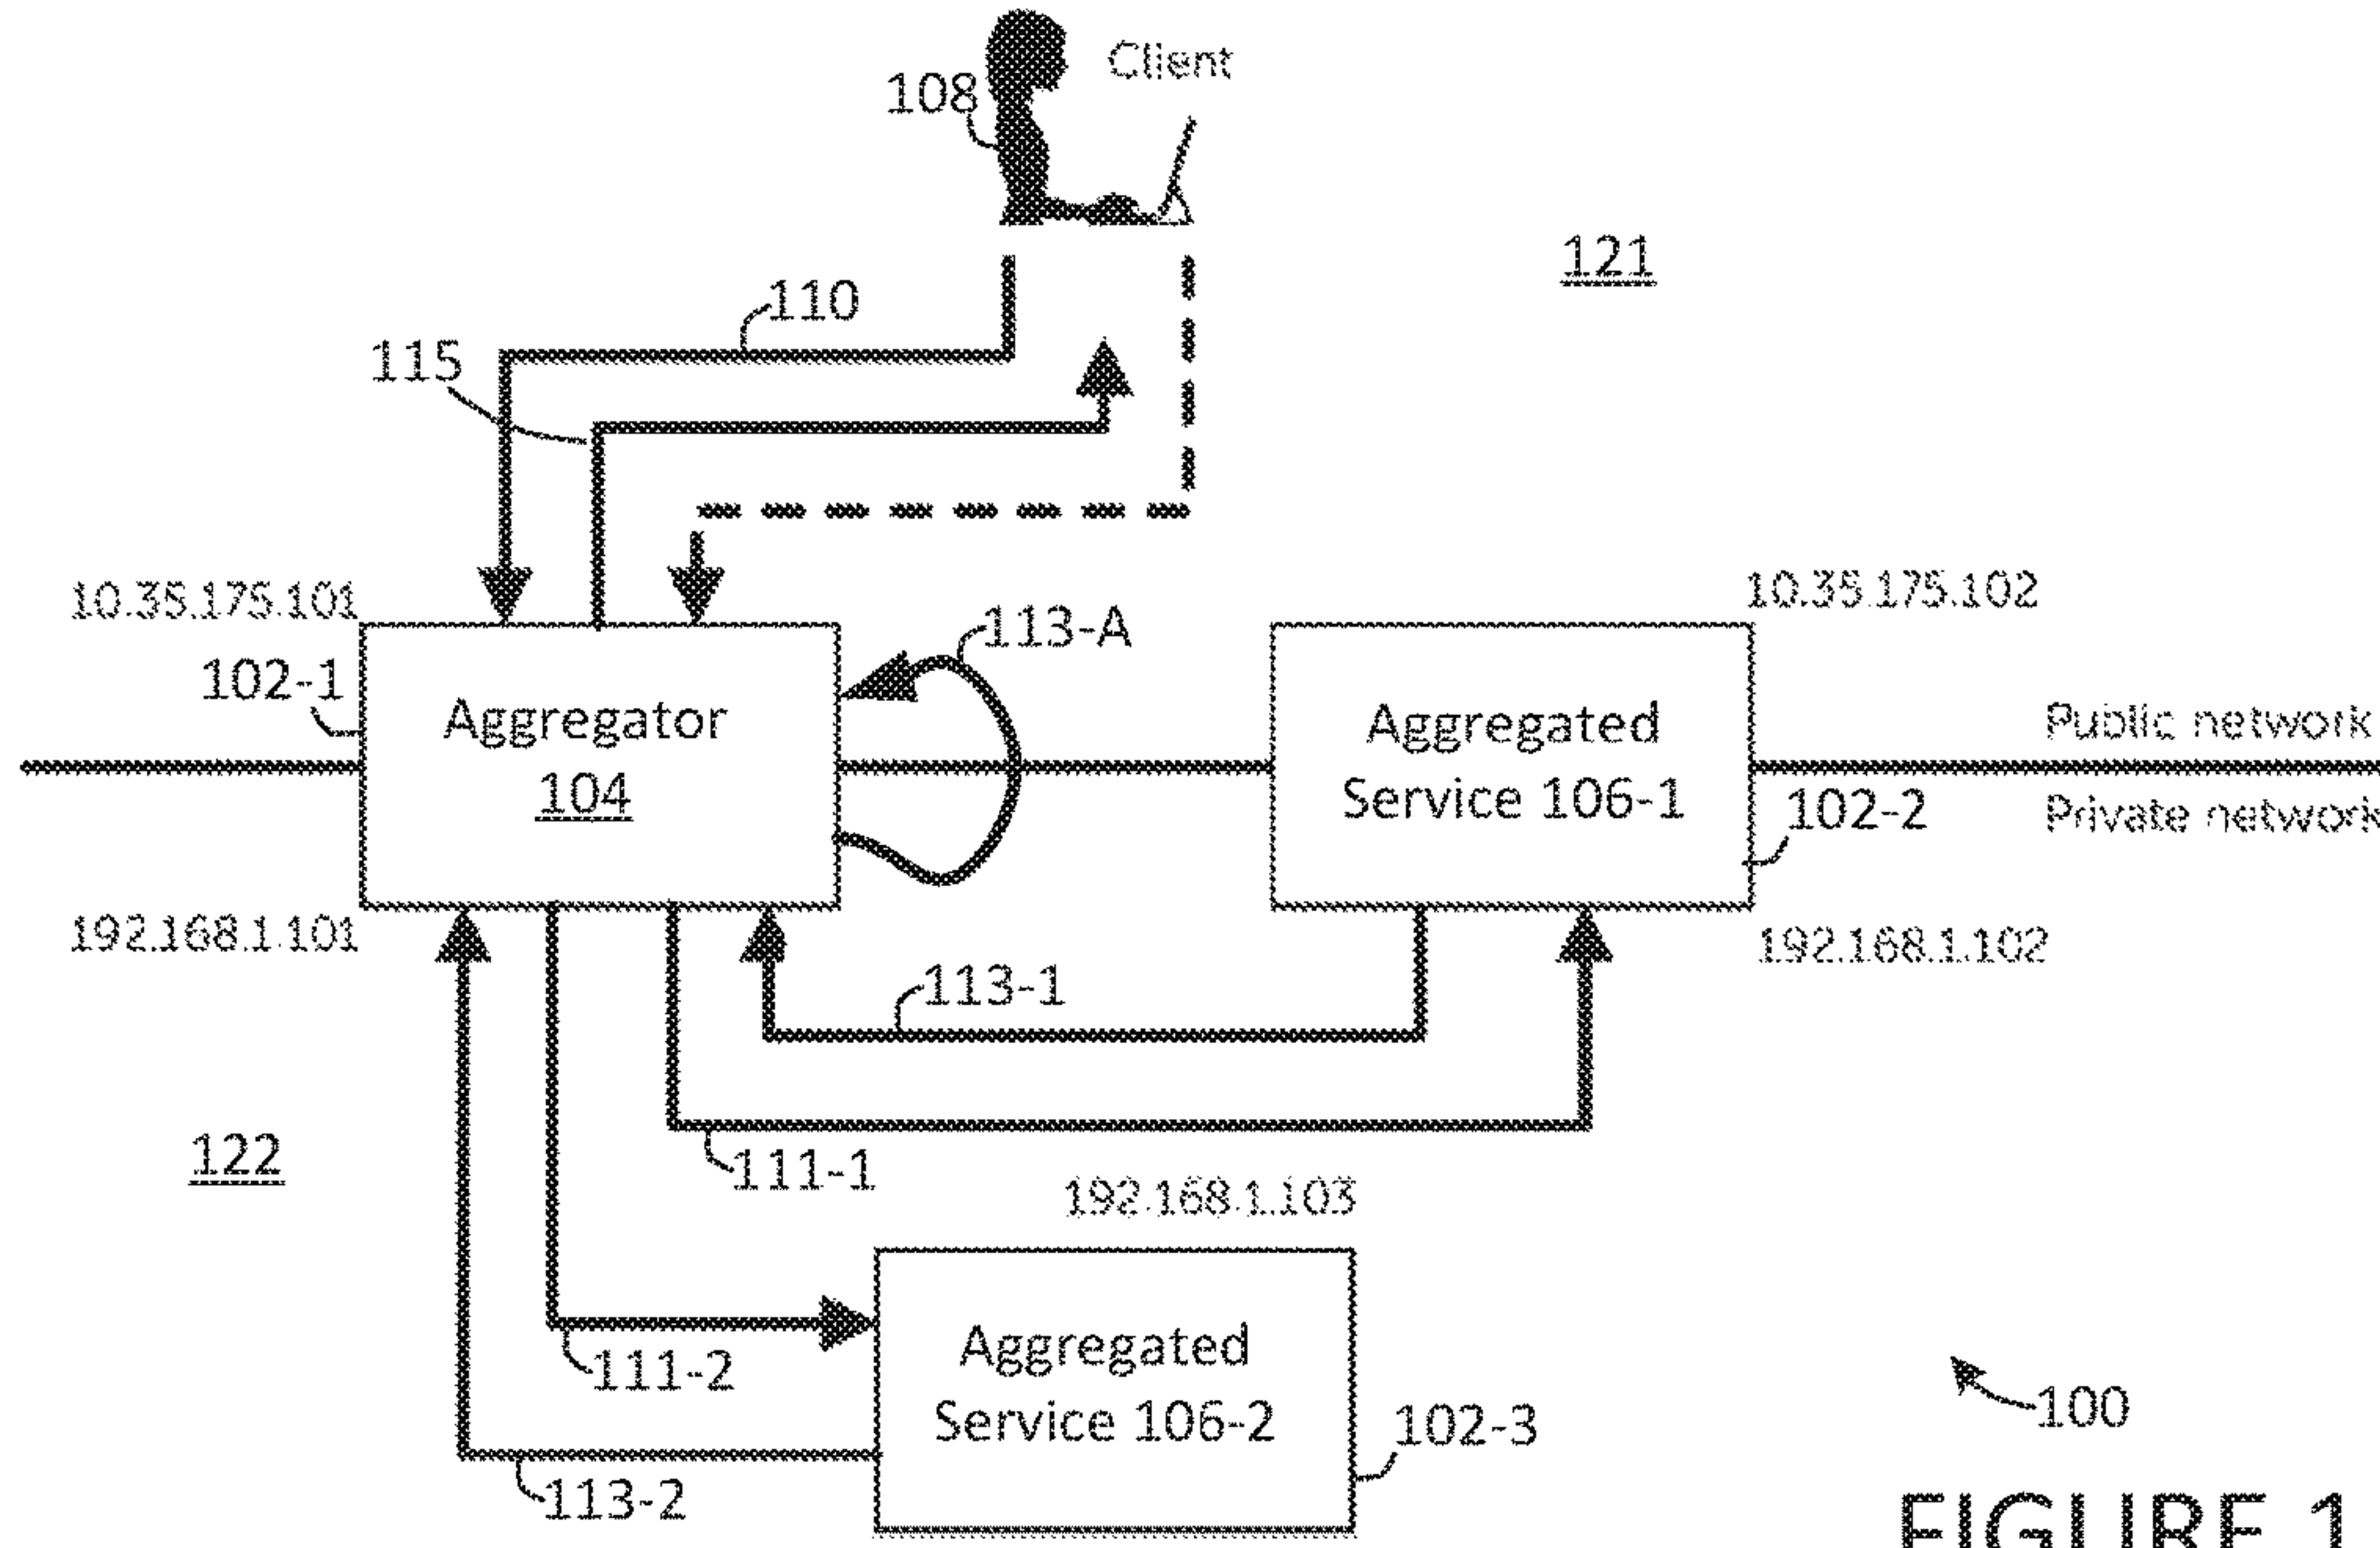 Client
108
121
110
115
10.35.175.101
10.35.175.102
113-A
102-1
Aggregator
104
Aggregated
Service 106-1
Public network
102-2
Private network
192.168.1.101
192.168.1.102
113-1
122
111-1
192.168.1.103
111-2
Aggregated
Service 106-2
102-3
100
113-2
FIGURE 1